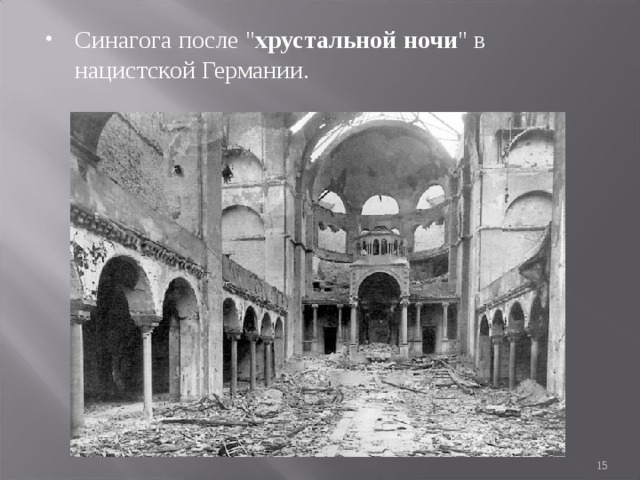 Синагога после "хрустальной ночи" в
нацистской Германии.
15